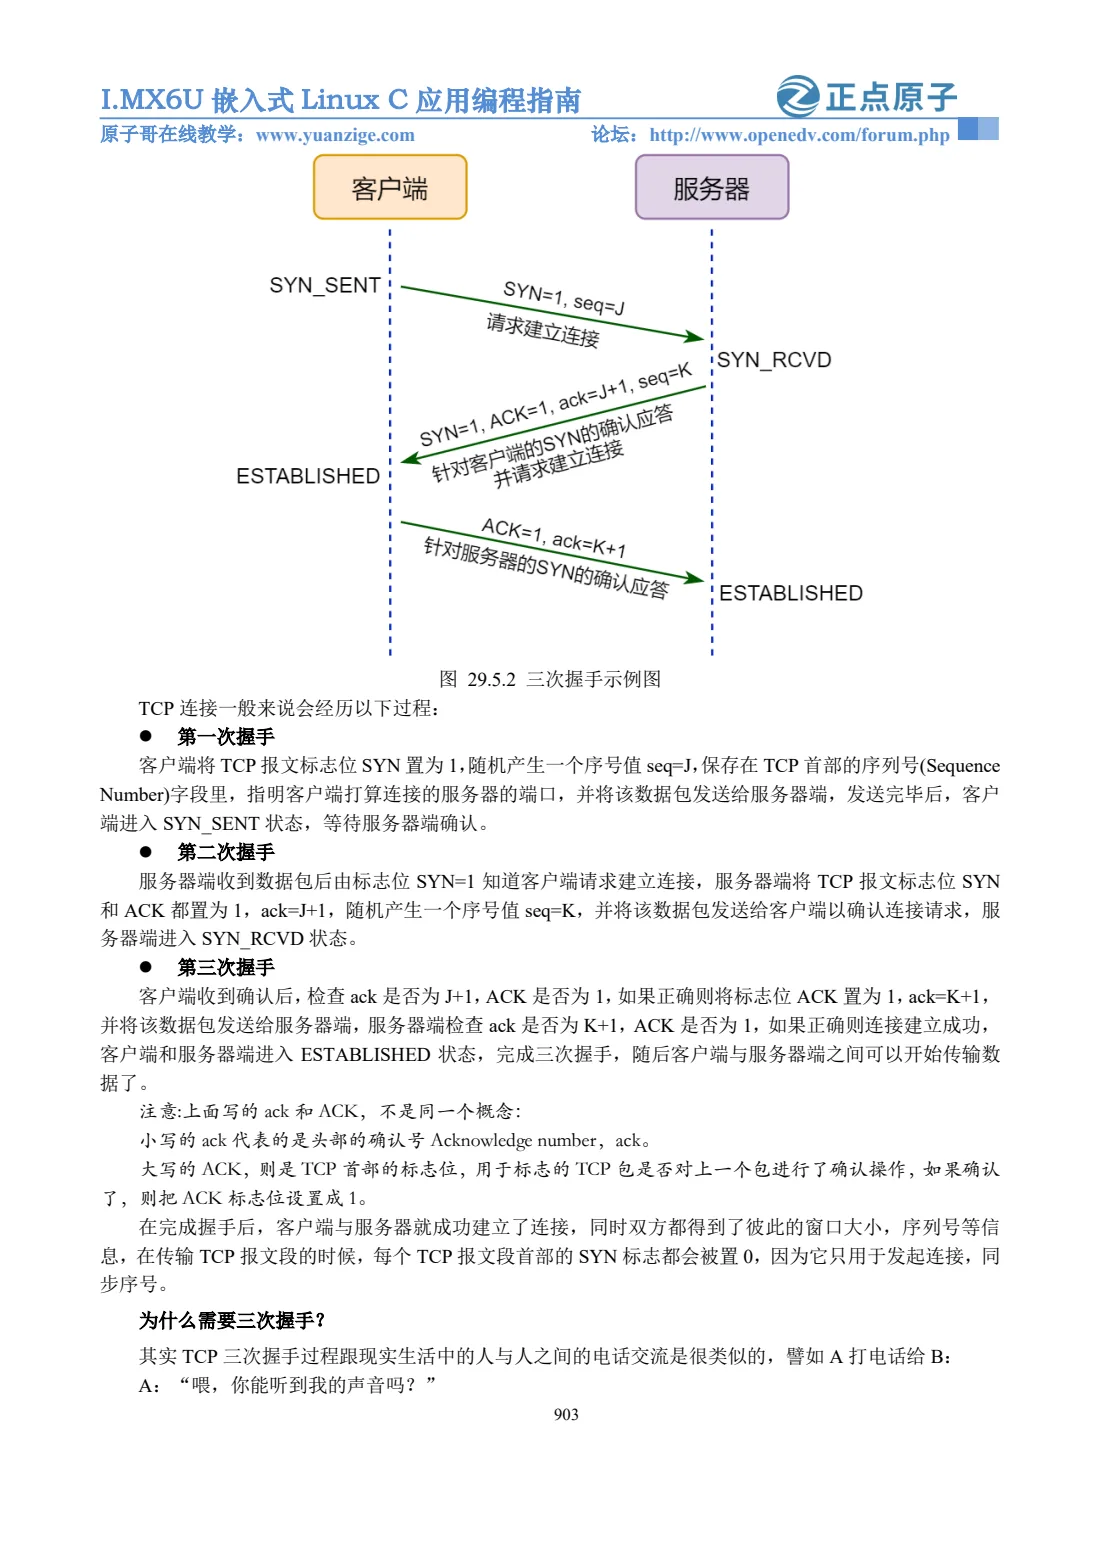 I.MX6U 嵌入式 Linux C 应用编程指南
正点原子
原子哥在线教学：www.yuanzige.com
论坛：http://www.openedv.com/forum.php
客户端
服务器
SYN_SENT
SYN=1, seq=J
请求建立连接
SYN_RCVD
SYN=1, ACK=1, ack=J+1, seq=K
针对客户端的SYN的确认应答
并请求建立连接
ESTABLISHED
ACK=1, ack=K+1
针对服务器的SYN的确认应答
ESTABLISHED
图 29.5.2 三次握手示例图
TCP 连接一般来说会经历以下过程：
● 第一次握手
客户端将 TCP 报文标志位 SYN 置为 1，随机产生一个序号值 seq=J，保存在 TCP 首部的序列号(Sequence
Number)字段里，指明客户端打算连接的服务器的端口，并将该数据包发送给服务器端，发送完毕后，客户
端进入 SYN_SENT 状态，等待服务器端确认。
● 第二次握手
服务器端收到数据包后由标志位 SYN=1 知道客户端请求建立连接，服务器端将 TCP 报文标志位 SYN
和 ACK 都置为 1，ack=J+1，随机产生一个序号值 seq=K，并将该数据包发送给客户端以确认连接请求，服
务器端进入 SYN_RCVD 状态。
● 第三次握手
客户端收到确认后，检查 ack 是否为 J+1，ACK 是否为 1，如果正确则将标志位 ACK 置为 1，ack=K+1，
并将该数据包发送给服务器端，服务器端检查 ack 是否为 K+1，ACK 是否为 1，如果正确则连接建立成功，
客户端和服务器端进入 ESTABLISHED 状态，完成三次握手，随后客户端与服务器端之间可以开始传输数
据了。
注意:上面写的 ack 和 ACK，不是同一个概念：
小写的 ack 代表的是头部的确认号 Acknowledge number，ack。
大写的 ACK，则是 TCP 首部的标志位，用于标志的 TCP 包是否对上一个包进行了确认操作，如果确认
了，则把 ACK 标志位设置成 1。
在完成握手后，客户端与服务器就成功建立了连接，同时双方都得到了彼此的窗口大小，序列号等信
息，在传输 TCP 报文段的时候，每个 TCP 报文段首部的 SYN 标志都会被置 0，因为它只用于发起连接，同
步序号。
为什么需要三次握手？
其实 TCP 三次握手过程跟现实生活中的人与人之间的电话交流是很类似的，譬如 A 打电话给 B：
A：“喂，你能听到我的声音吗？”
903